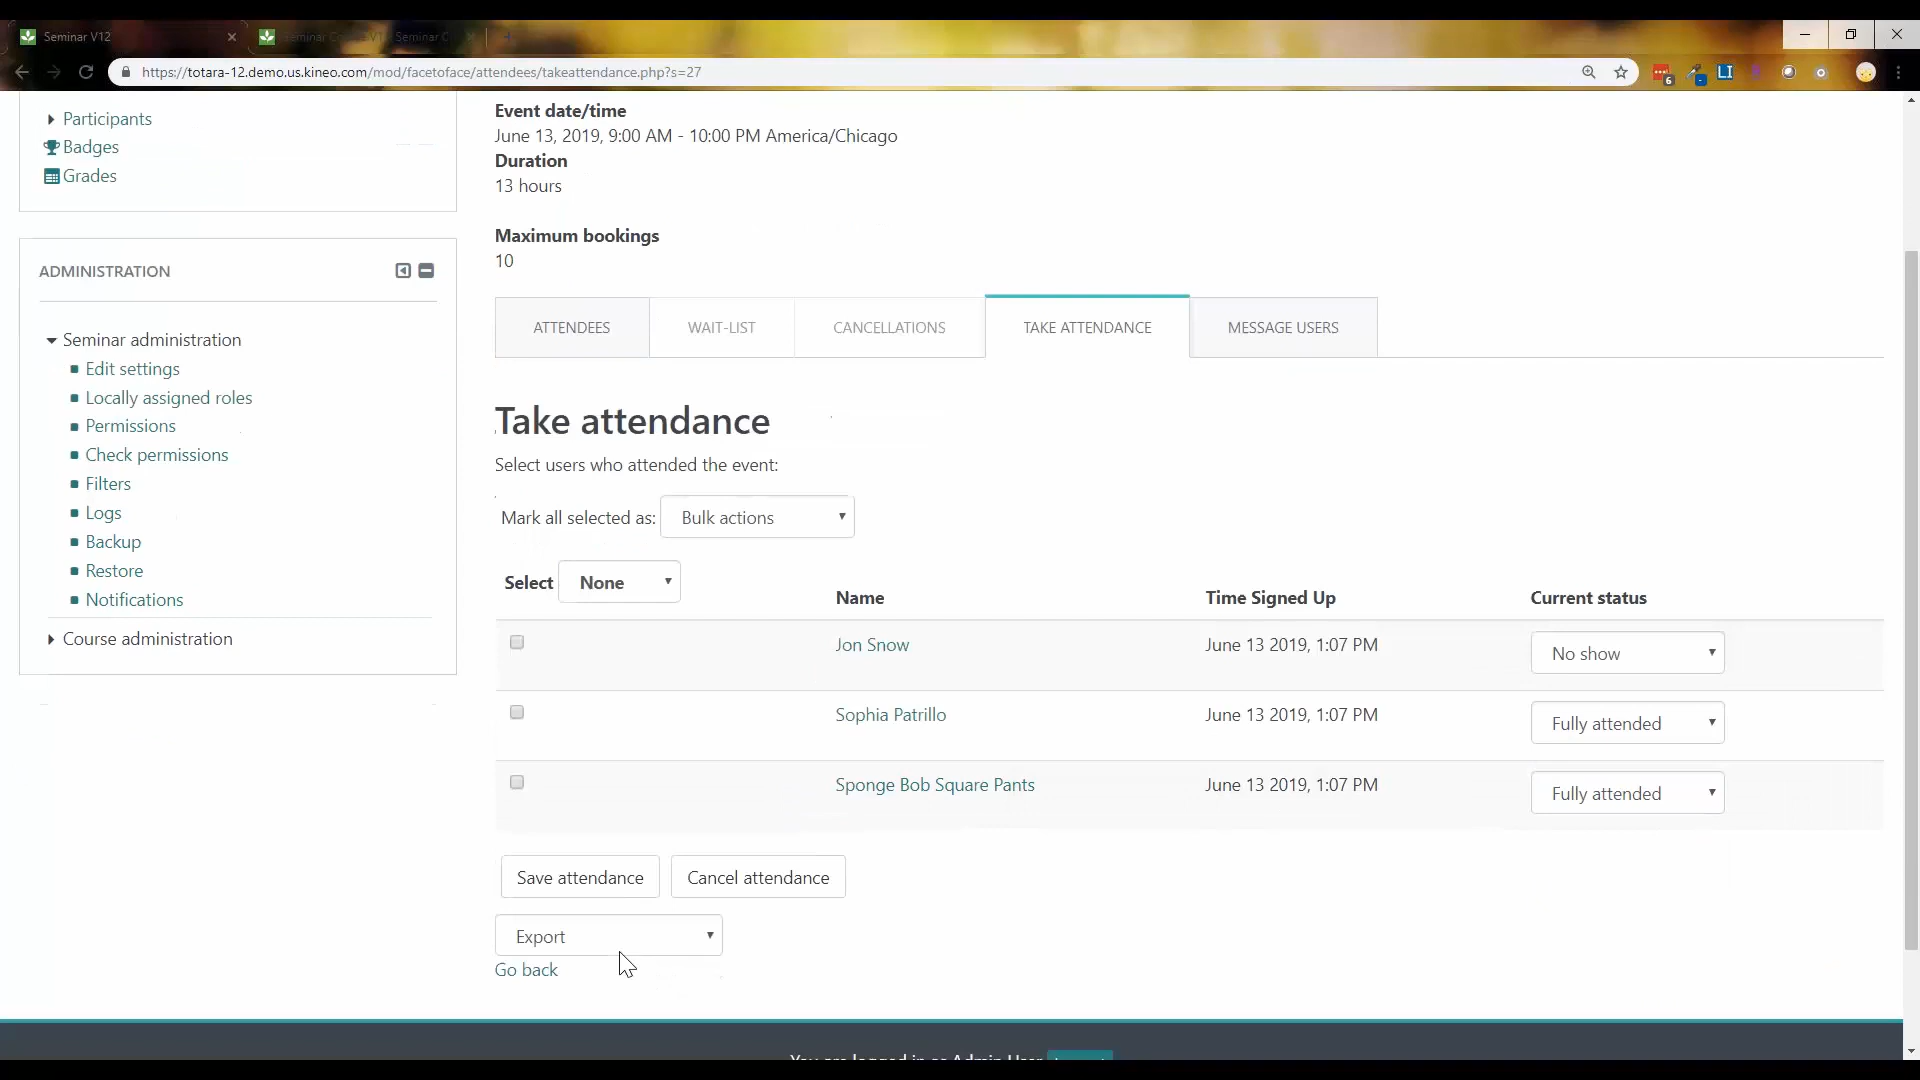 Seminar V12
https://totara-12.demo.us.kineo.com/mod/facetoface/attendees/takeattendance.php?s=27
6
LI
Participants
Badges
Grades
ADMINISTRATION
Seminar administration
Edit settings
Locally assigned roles
Permissions
Check permissions
Filters
Logs
Backup
Restore
Notifications
Course administration
Event date/time
June 13, 2019, 9:00 AM - 10:00 PM America/Chicago
Duration
13 hours
Maximum bookings
10
ATTENDEES WAIT-LIST CANCELLATIONS TAKE ATTENDANCE MESSAGE USERS
Take attendance
Select users who attended the event:
Mark all selected as: Bulk actions
Select None Name Time Signed Up Current status
Jon Snow June 13 2019, 1:07 PM No show
Sophia Patrillo June 13 2019, 1:07 PM Fully attended
Sponge Bob Square Pants June 13 2019, 1:07 PM Fully attended
Save attendance Cancel attendance
Export
Go back
You are logged in as Admin User